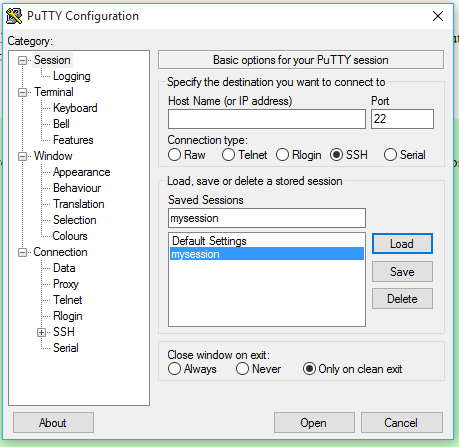 PuTTY Configuration
Category:
Session
Logging
Terminal
Keyboard
Bell
Features
Window
Appearance
Behaviour
Translation
Selection
Colours
Connection
Data
Proxy
Telnet
Rlogin
SSH
Serial
Basic options for your PuTTY session
Specify the destination you want to connect to
Host Name (or IP address) Port
22
Connection type:
Raw Telnet Rlogin SSH Serial
Load, save or delete a stored session
Saved Sessions
mysession
Default Settings
mysession
Load
Save
Delete
Close window on exit:
Always Never Only on clean exit
About Open Cancel